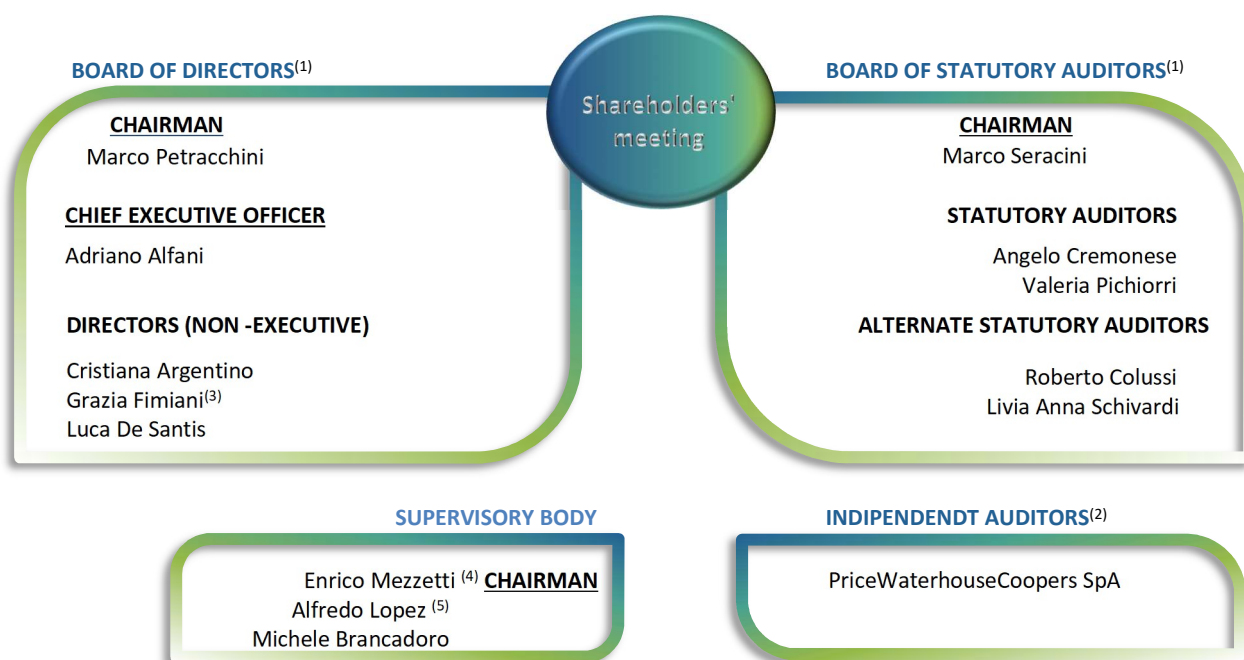 Shareholders'
meeting
BOARD OF DIRECTORS(1)
CHAIRMAN
Marco Petracchini
CHIEF EXECUTIVE OFFICER
Adriano Alfani
DIRECTORS (NON -EXECUTIVE)
Cristiana Argentino
Grazia Fimiani(3)
Luca De Santis
BOARD OF STATUTORY AUDITORS(1)
CHAIRMAN
Marco Seracini
STATUTORY AUDITORS
Angelo Cremonese
Valeria Pichiorri
ALTERNATE STATUTORY AUDITORS
Roberto Colussi
Livia Anna Schivardi
SUPERVISORY BODY
Enrico Mezzetti (4) CHAIRMAN
Alfredo Lopez (5)
Michele Brancadoro
INDIPENDENDT AUDITORS(2)
PriceWaterhouseCoopers SpA